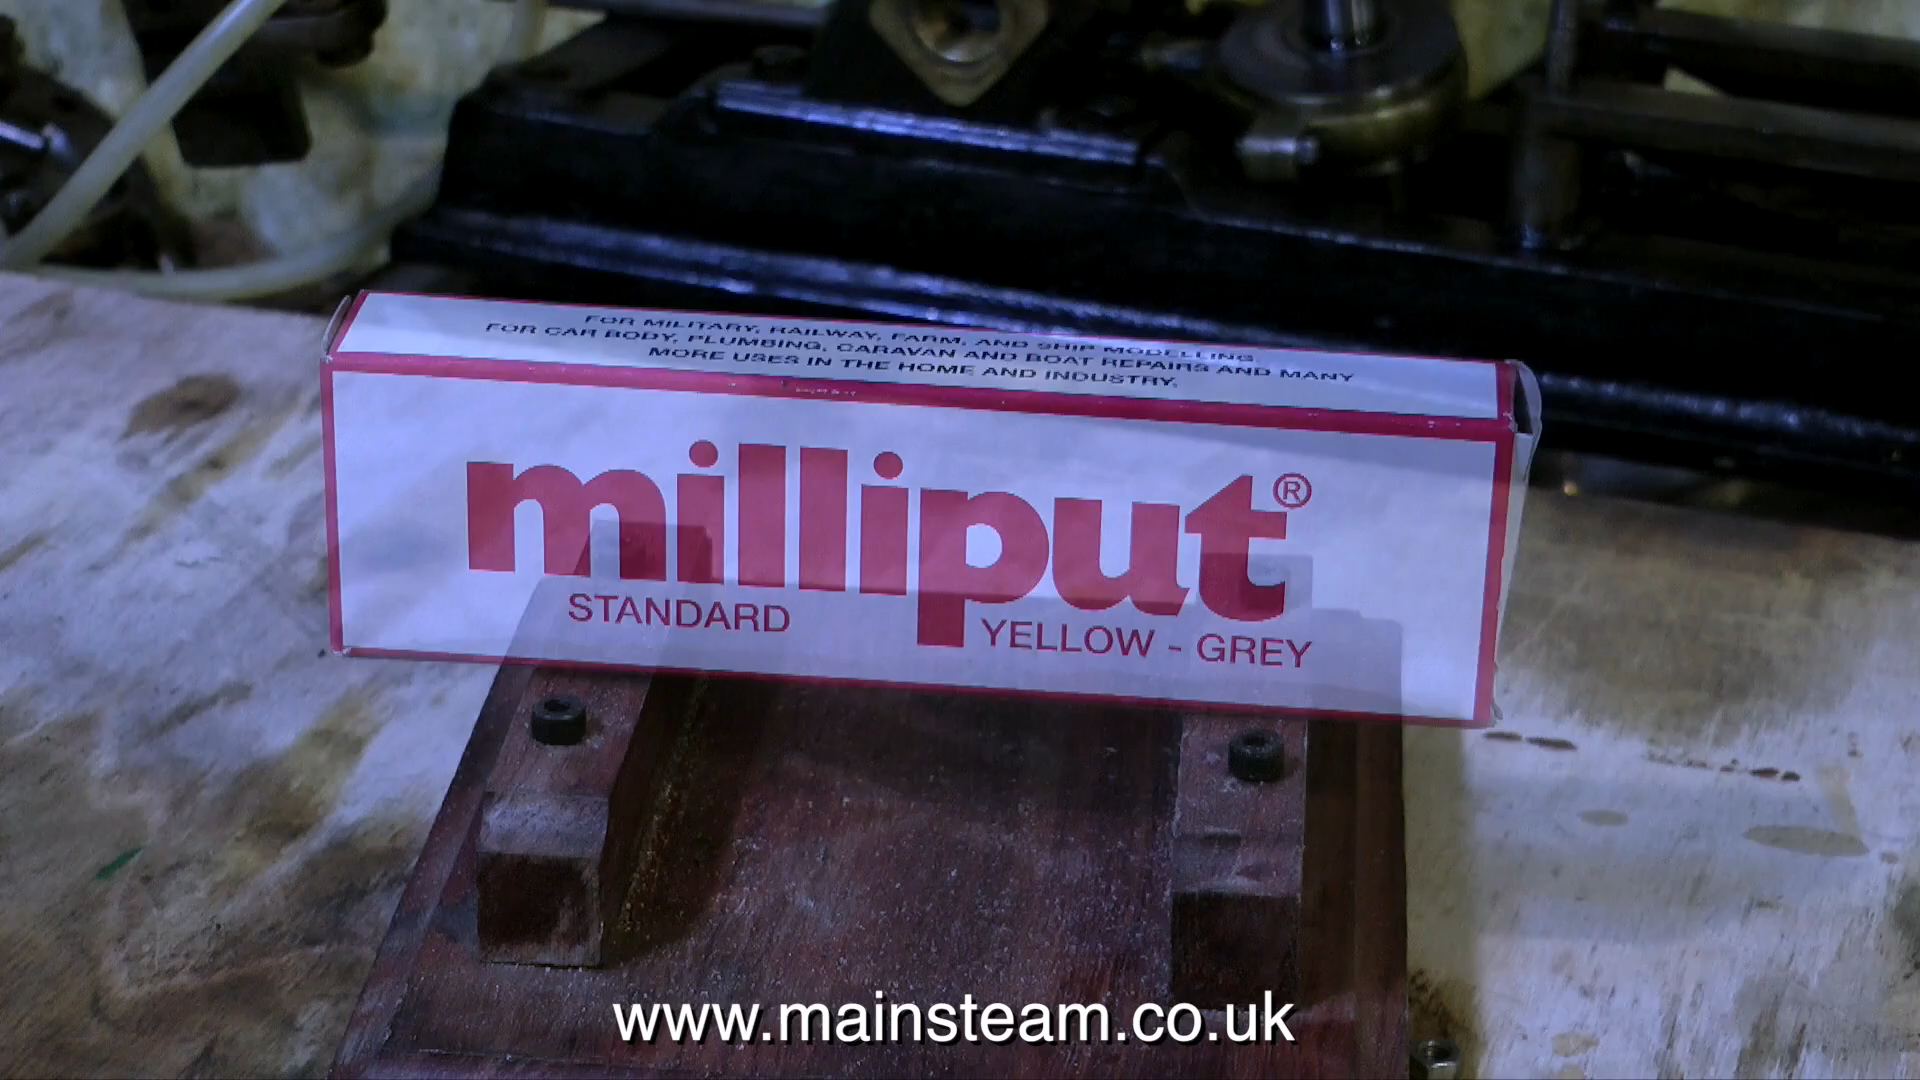 FOR MILITARY, RAILWAY, FARM, AND SHIP MODELLING.
FOR CAR BODY, PLUMBING, CARAVAN AND BOAT REPAIRS AND MANY
MORE USES IN THE HOME AND INDUSTRY.
milliput®
STANDARD
YELLOW - GREY
www.mainsteam.co.uk